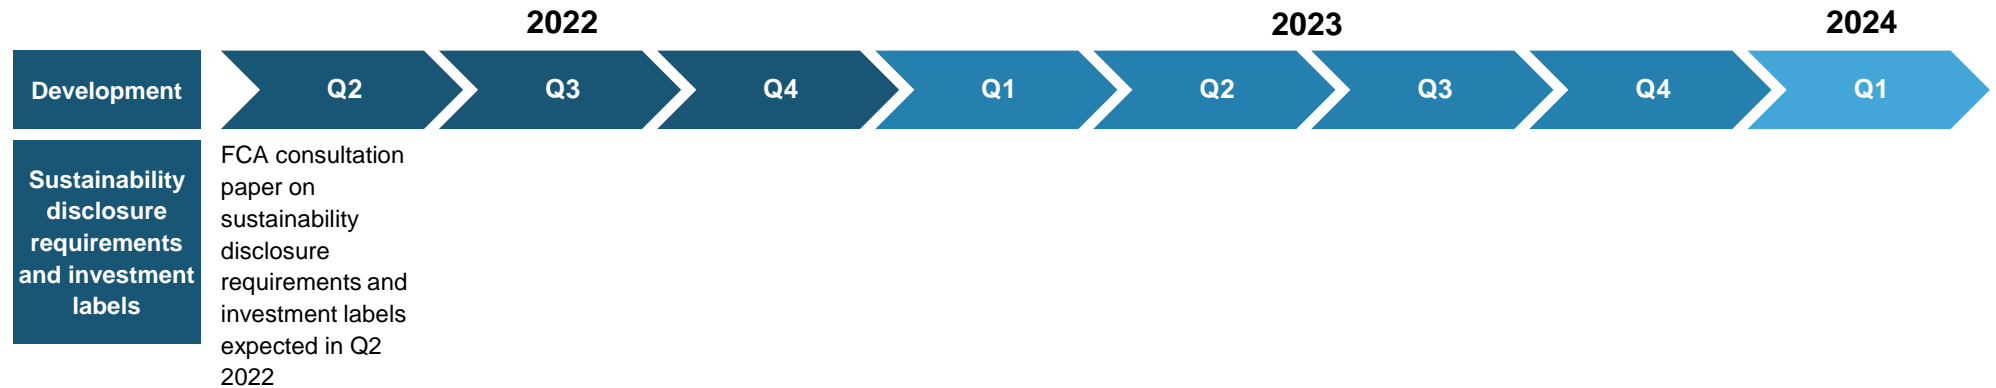 2022
2023
2024
Development
Q2
Q3
Q4
Q1
Q2
Q3
Q4
Q1
Sustainability
disclosure
requirements
and investment
labels
FCA consultation
paper on
sustainability
disclosure
requirements and
investment labels
expected in Q2
2022